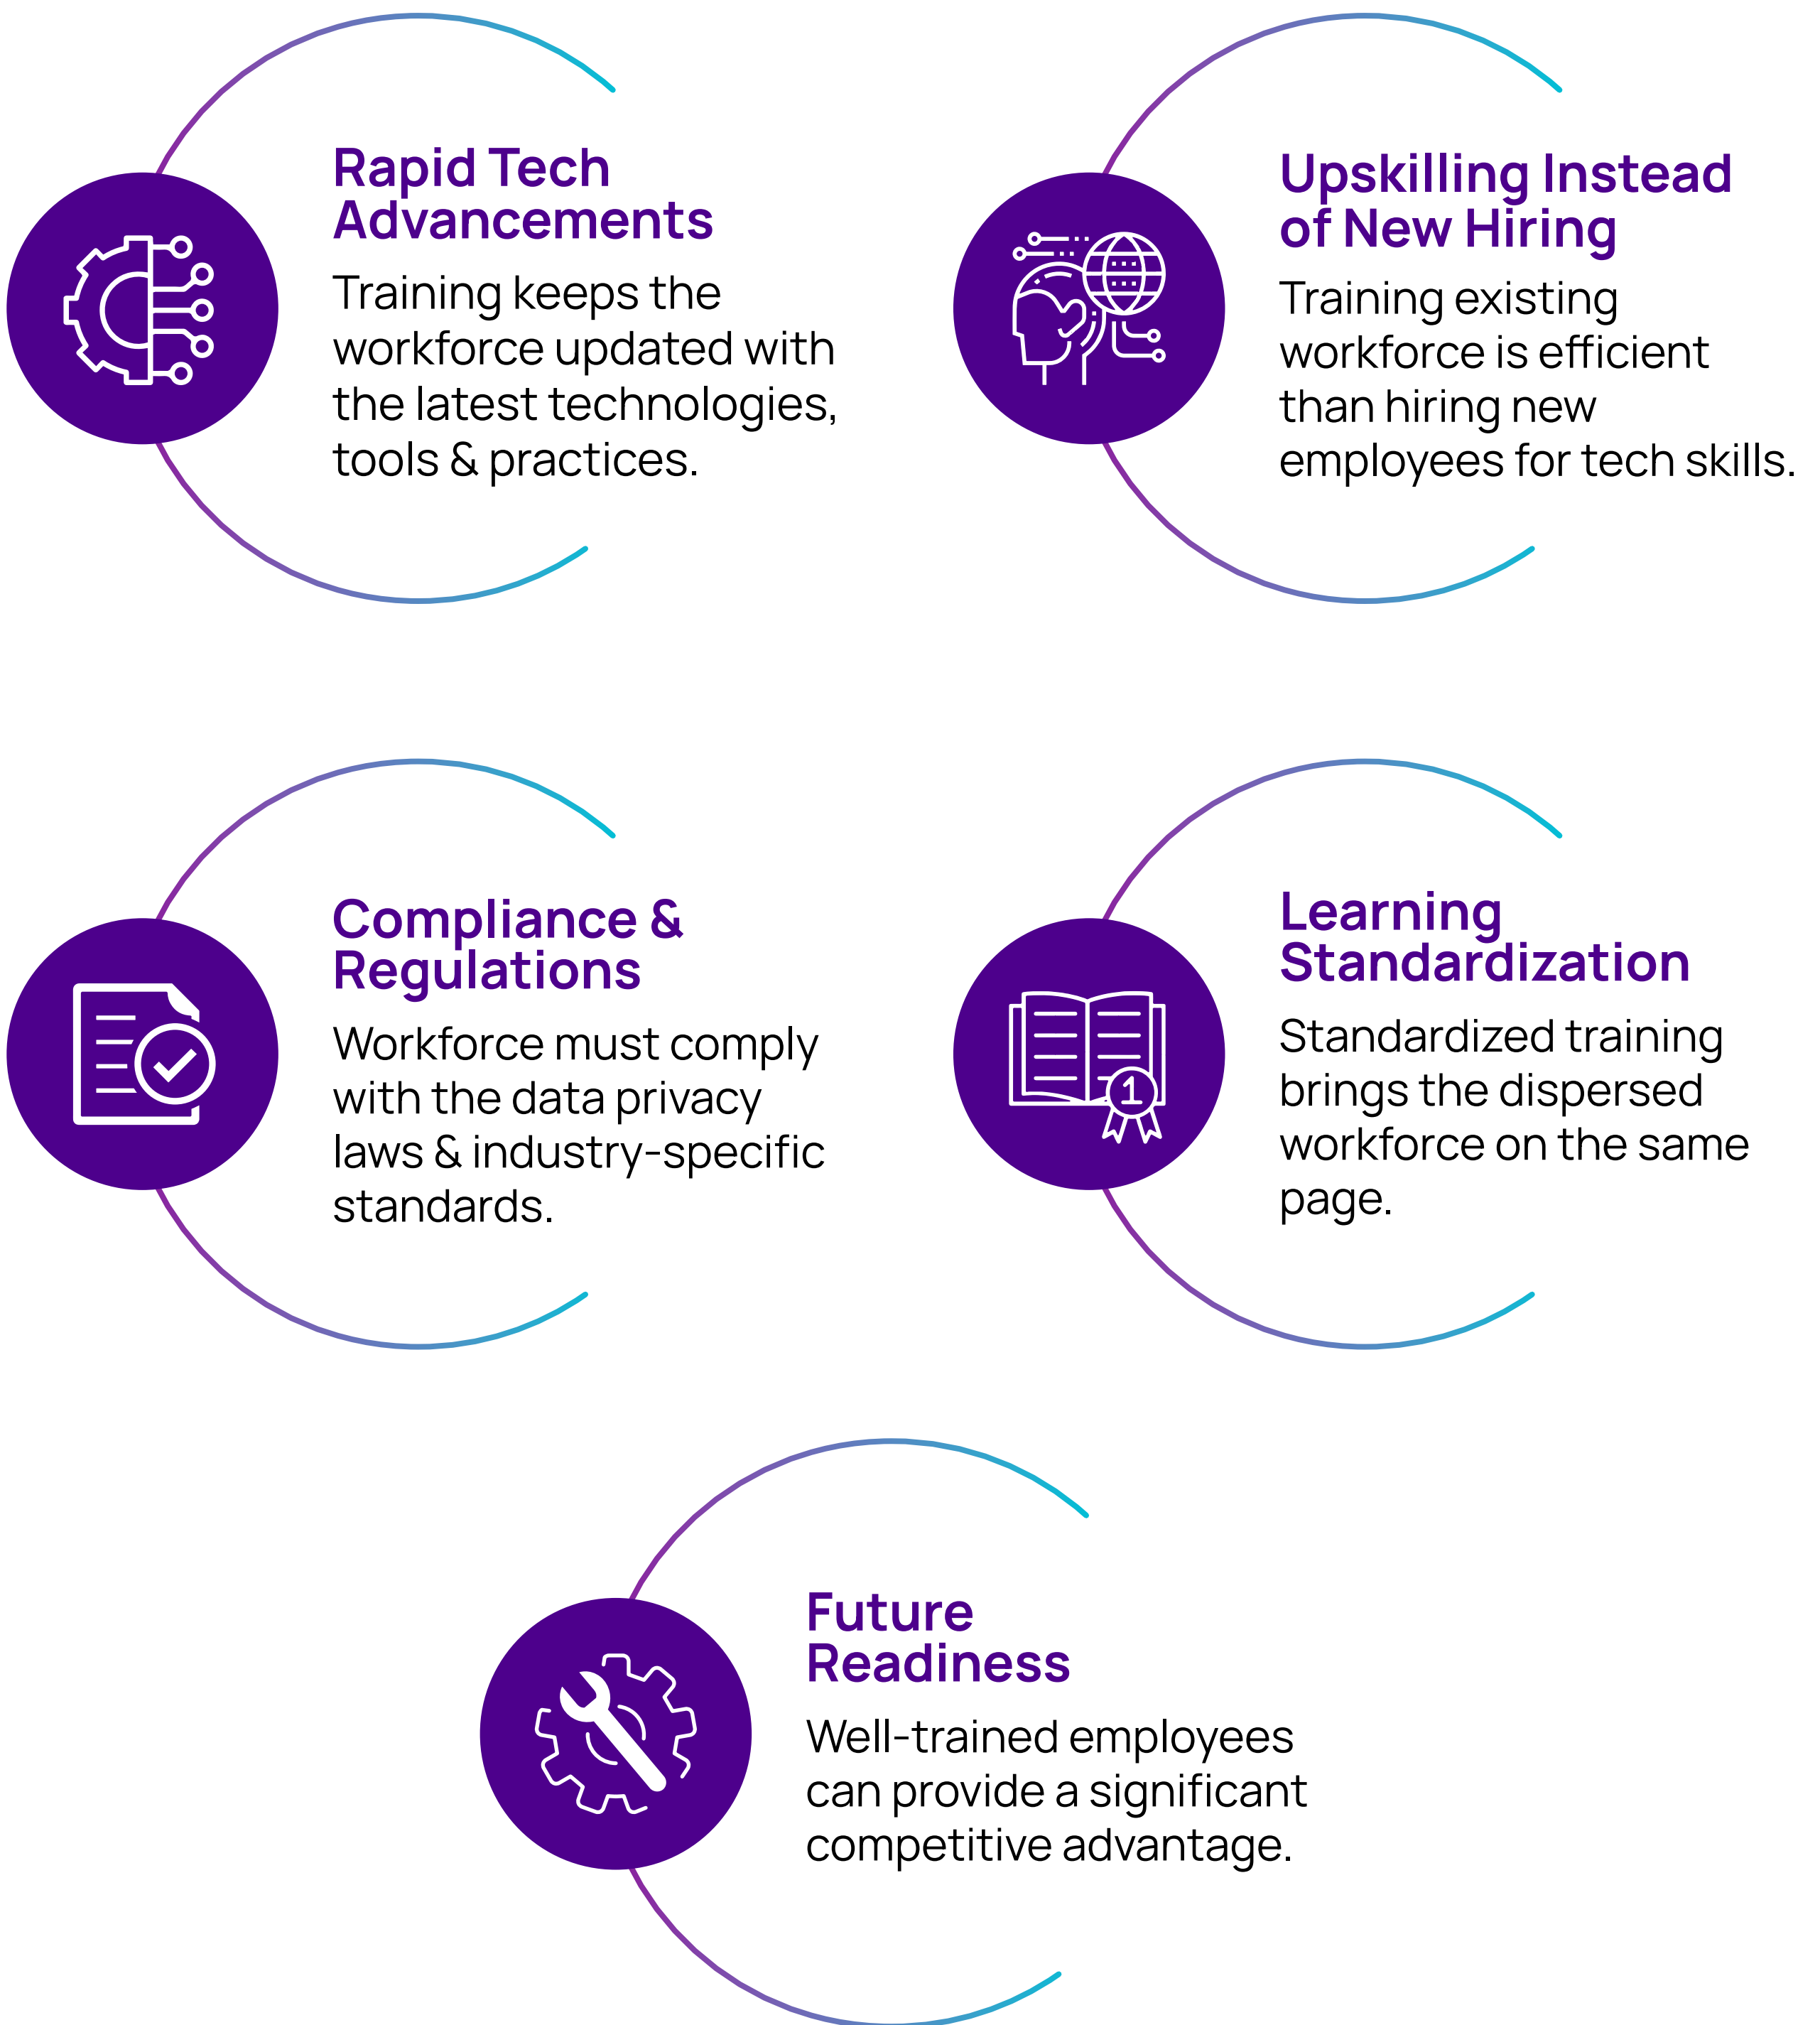 Rapid Tech
Advancements
Training keeps the
workforce updated with
the latest technologies,
tools & practices.
Upskilling Instead
of New Hiring
Training existing
workforce is efficient
than hiring new
employees for tech skills.
Compliance &
Regulations
Workforce must comply
with the data privacy
laws & industry-specific
standards.
Learning
Standardization
Standardized training
brings the dispersed
workforce on the same
page.
1
Future
Readiness
Well-trained employees
can provide a significant
competitive advantage.